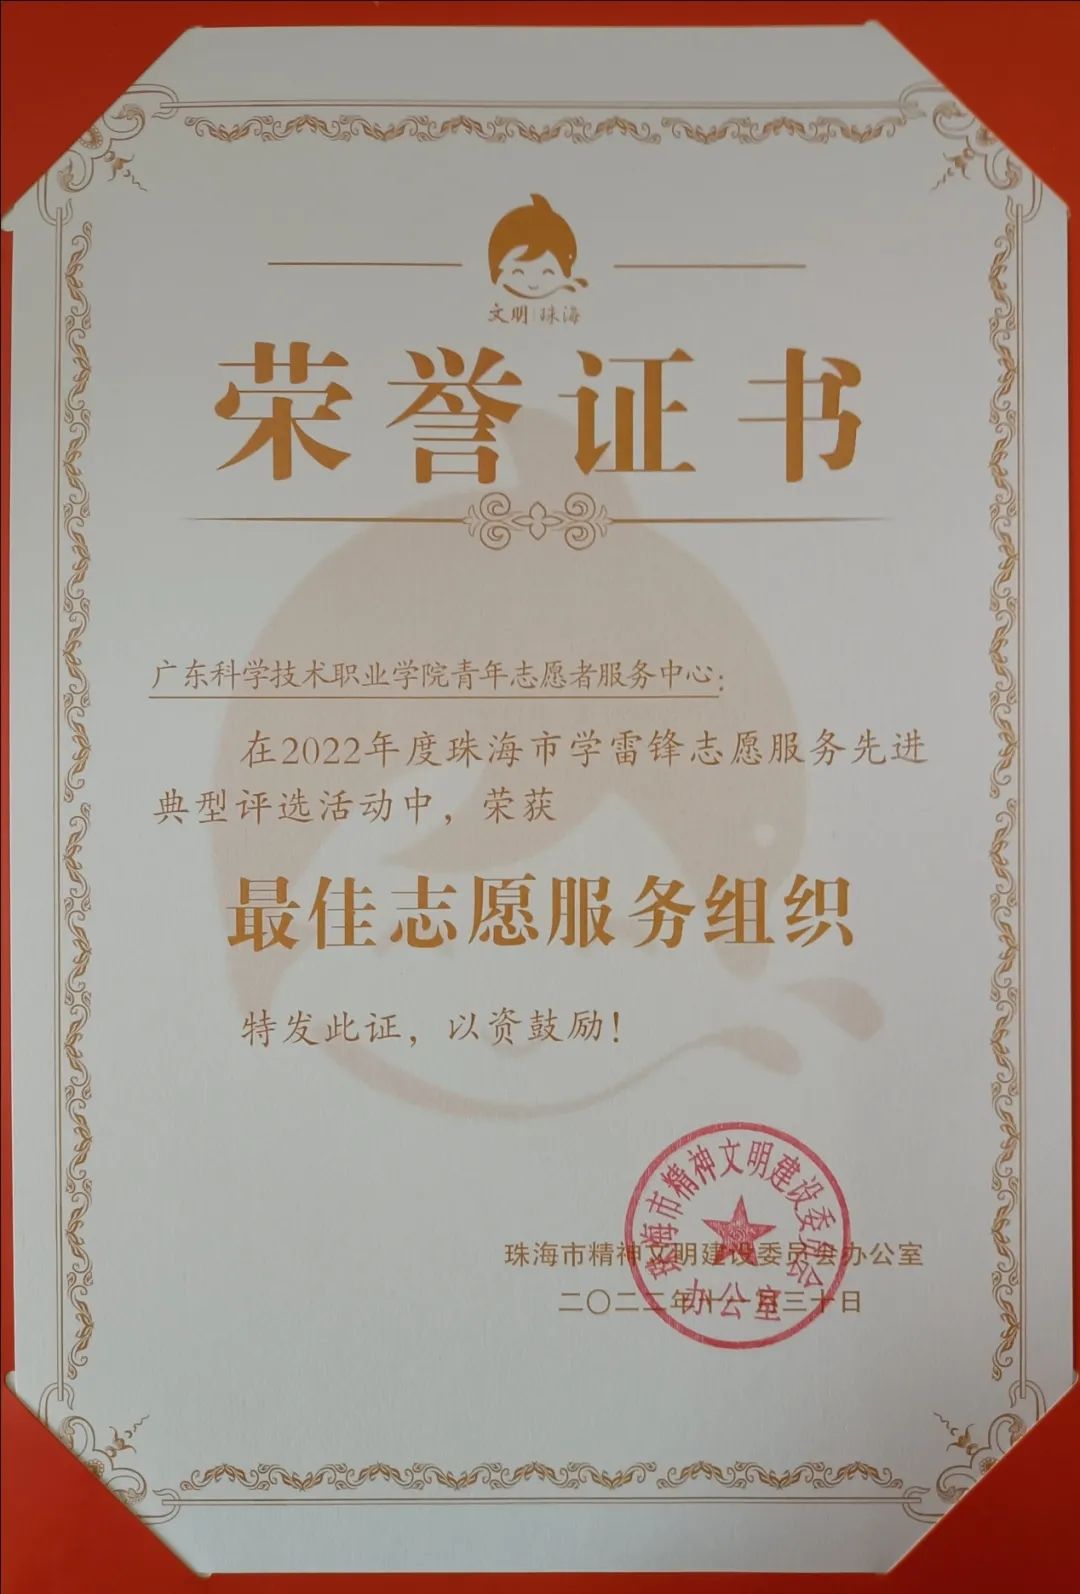 文明 珠海
荣誉证书
广东科学技术职业学院青年志愿者服务中心：
在2022年度珠海市学雷锋志愿服务先进
典型评选活动中，荣获
最佳志愿服务组织
特发此证，以资鼓励！
珠海市精神文明建设委员会办公室
珠海市精神文明建设委员会办公室
二〇二二年十一月三十日
办公室